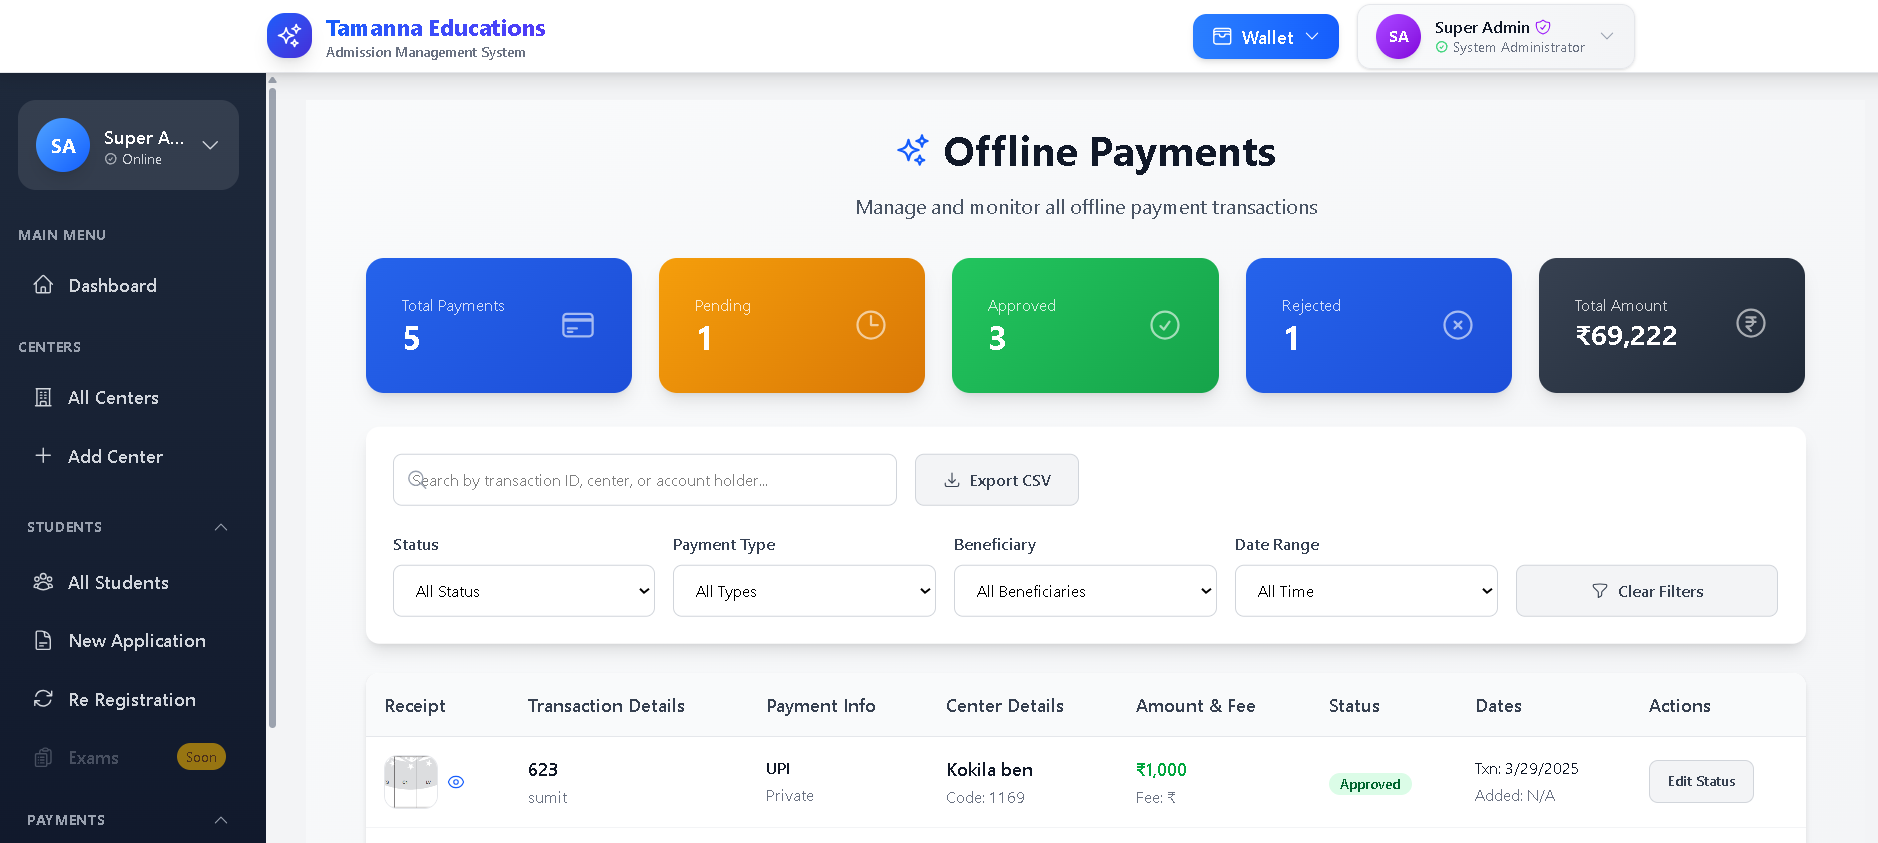 Tamanna Educations
Admission Management System
Wallet
SA
Super Admin
System Administrator
SA
Super A...
Online
MAIN MENU
Dashboard
CENTERS
All Centers
Add Center
STUDENTS
All Students
New Application
Re Registration
Exams
Soon
PAYMENTS
Offline Payments
Manage and monitor all offline payment transactions
Total Payments
5
Pending
1
Approved
3
Rejected
1
Total Amount
₹69,222
Search by transaction ID, center, or account holder...
Export CSV
Status
Payment Type
Beneficiary
Date Range
All Status
All Types
All Beneficiaries
All Time
Clear Filters
Receipt Transaction Details Payment Info Center Details Amount & Fee Status Dates Actions
623
sumit
UPI
Private
Kokila ben
Code: 1169
₹1,000
Fee: ₹
Approved
Txn: 3/29/2025
Added: N/A
Edit Status